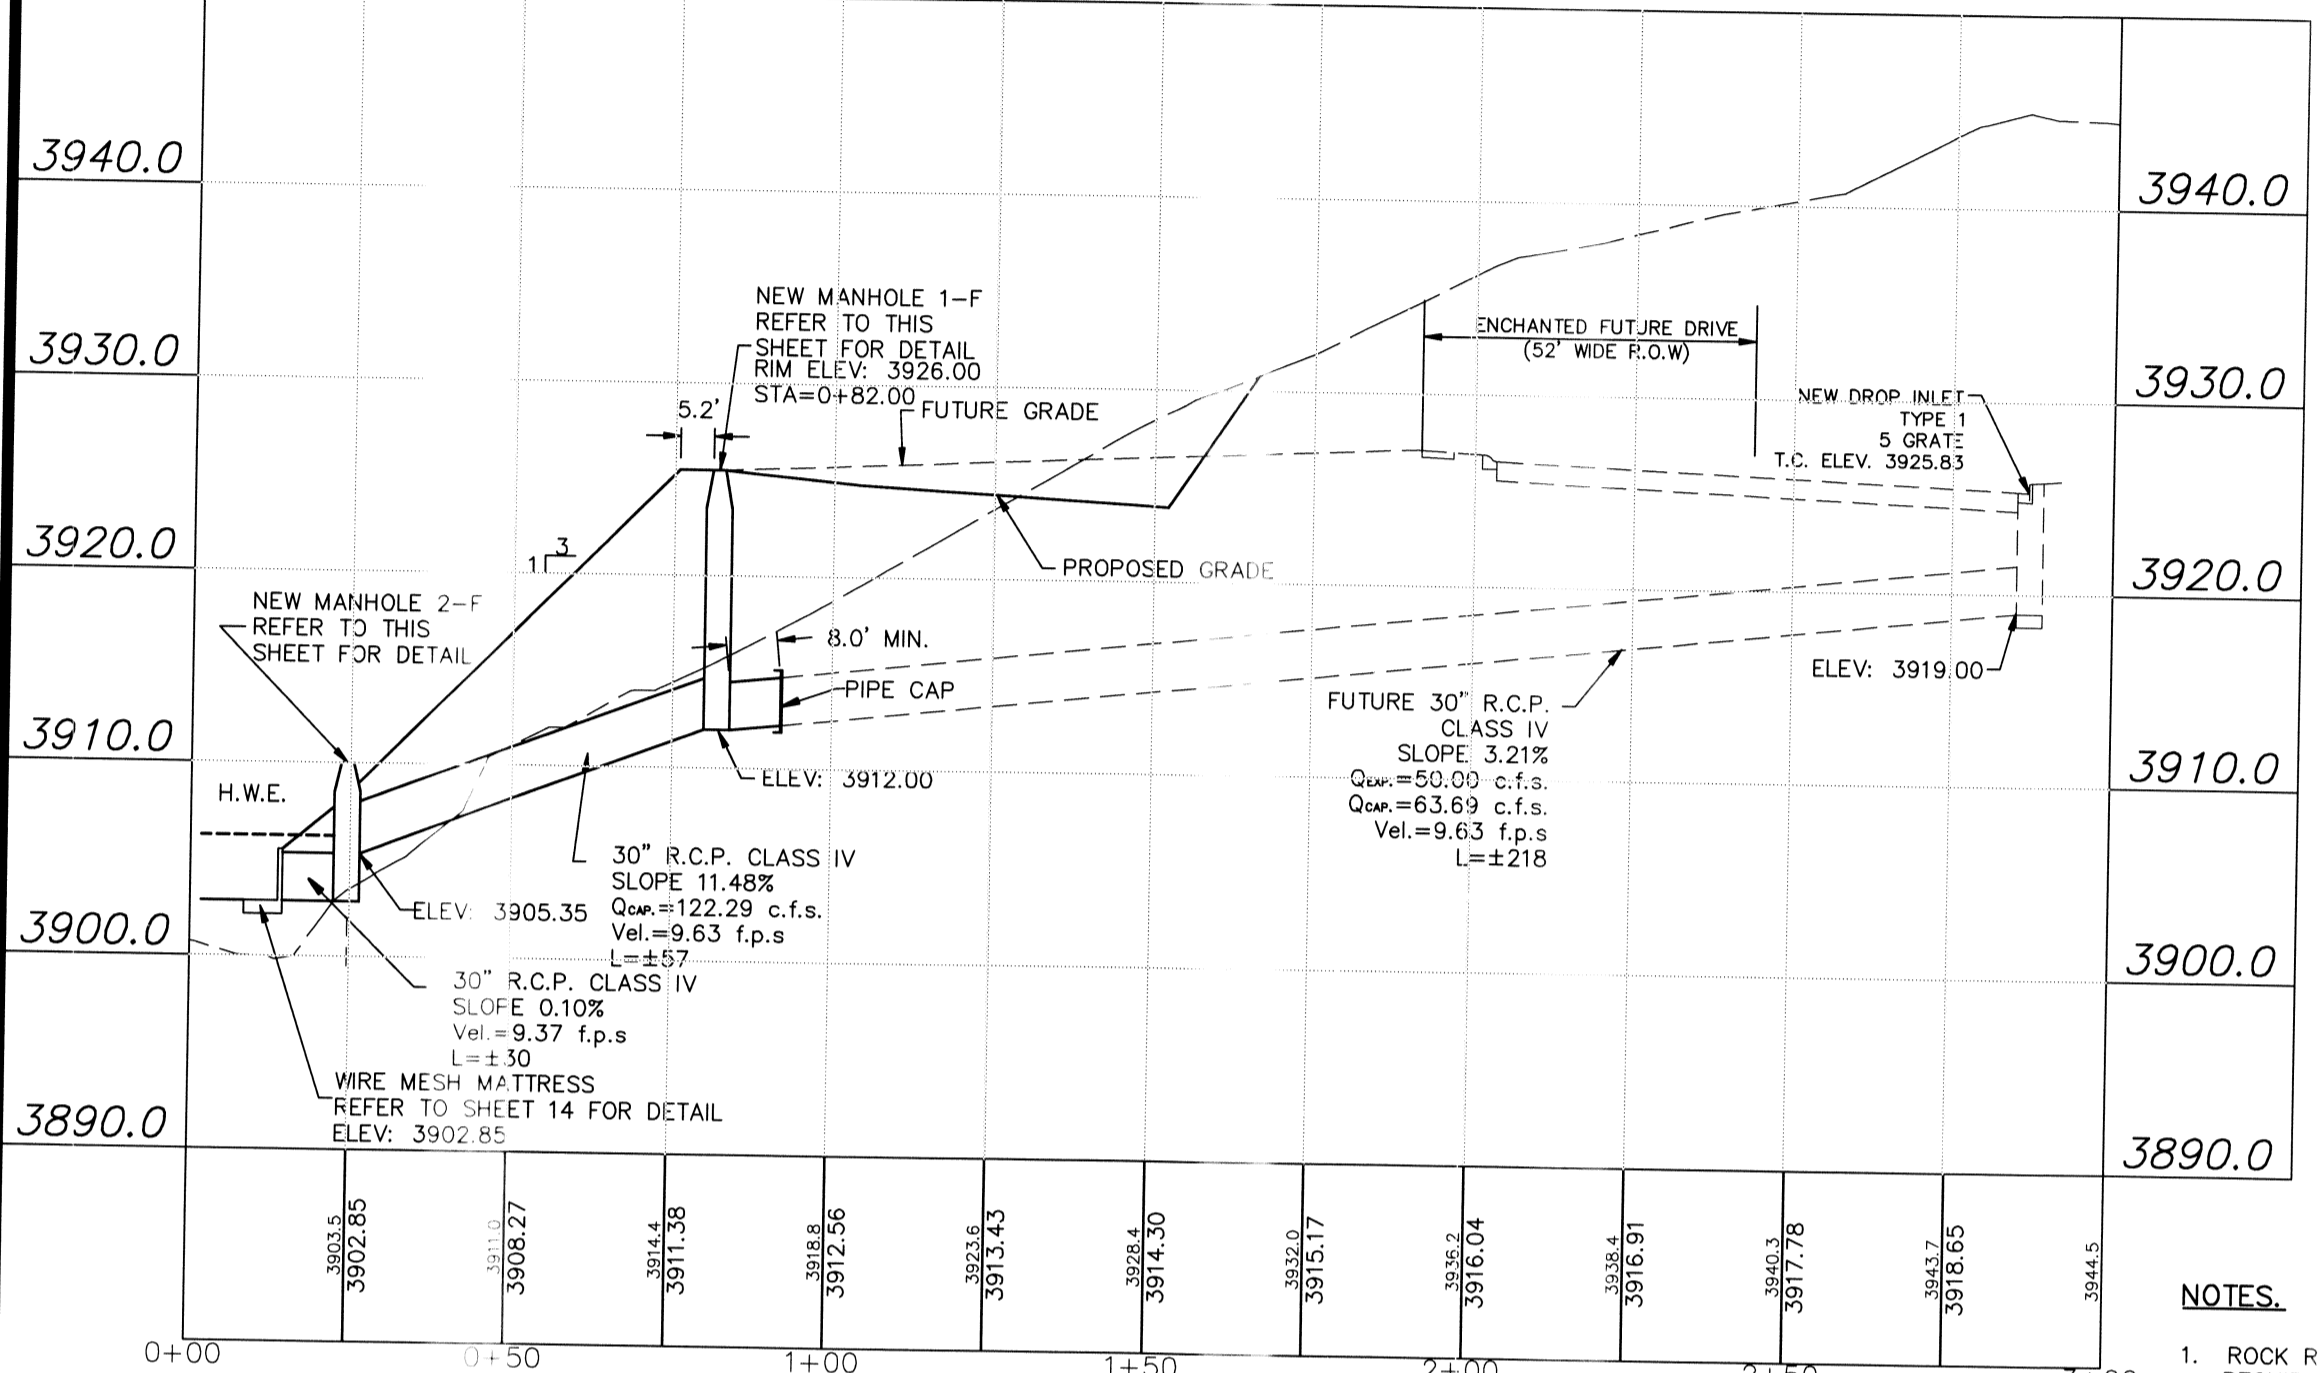 3940.0
3940.0
NEW MANHOLE 1-F
REFER TO THIS
SHEET FOR DETAIL
RIM ELEV: 3926.00
STA=0+82.00
ENCHANTED FUTURE DRIVE
(52' WIDE R.O.W)
3930.0
3930.0
5.2'
FUTURE GRADE
NEW DROP INLET
TYPE 1
5 GRATE
T.C. ELEV. 3925.83
3920.0
3920.0
3
1
PROPOSED GRADE
NEW MANHOLE 2-F
REFER TO THIS
SHEET FOR DETAIL
8.0' MIN.
PIPE CAP
ELEV: 3919.00
FUTURE 30" R.C.P.
CLASS IV
SLOPE 3.21%
QEXP.=50.00 c.f.s.
QCAP.=63.69 c.f.s.
Vel.=9.63 f.p.s
L=±218
3910.0
3910.0
H.W.E.
ELEV: 3912.00
30" R.C.P. CLASS IV
SLOPE 11.48%
QCAP.=122.29 c.f.s.
Vel.=9.63 f.p.s
L=±57
ELEV: 3905.35
3900.0
3900.0
30" R.C.P. CLASS IV
SLOPE 0.10%
Vel.=9.37 f.p.s
L=±30
WIRE MESH MATTRESS
REFER TO SHEET 14 FOR DETAIL
ELEV: 3902.85
3890.0
3890.0
3903.5
3902.85
3911.0
3908.27
3914.4
3911.38
3918.8
3912.56
3923.6
3913.43
3928.4
3914.30
3932.0
3915.17
3936.2
3916.04
3938.4
3916.91
3940.3
3917.78
3943.7
3918.65
3944.5
0+00
0+50
1+00
1+50
2+00
2+50
NOTES.
1. ROCK R